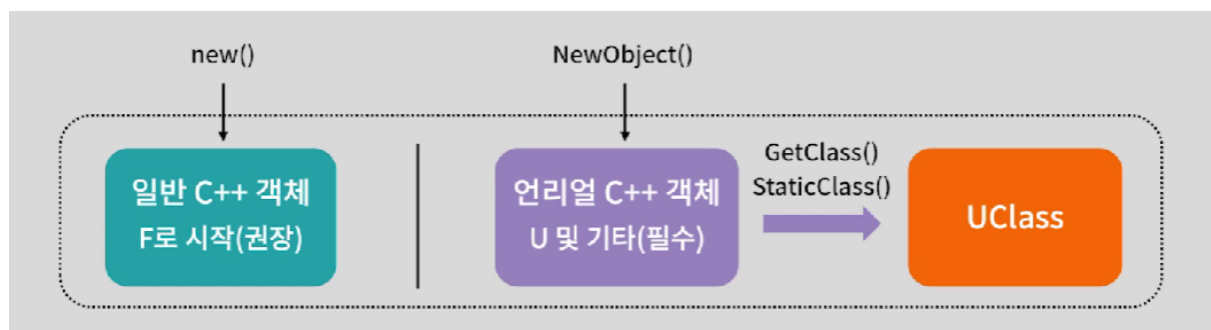 new()
NewObject()
일반 C++ 객체
F로 시작(권장)
언리얼 C++ 객체
U 및 기타(필수)
GetClass()
StaticClass()
UClass